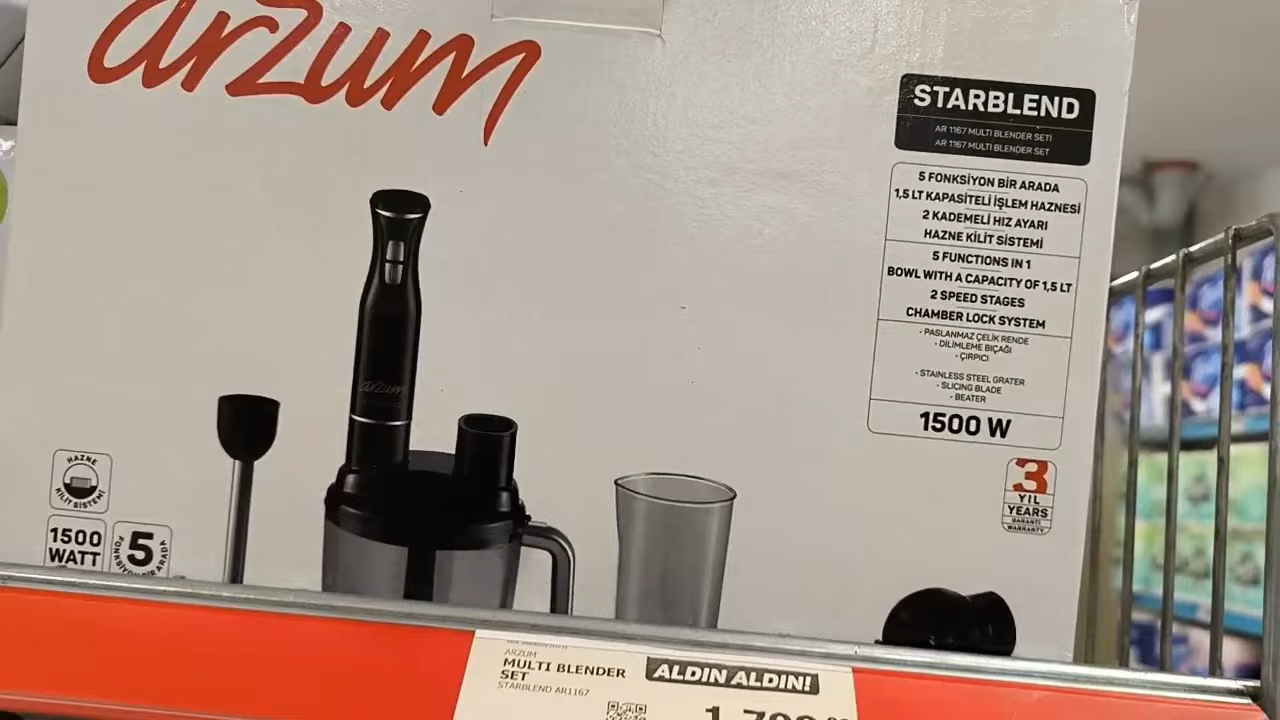 arzum
STARBLEND
AR 1167 MULTI BLENDER SETİ
AR 1167 MULTI BLENDER SET
5 FONKSİYON BİR ARADA
1,5 LT KAPASİTELİ İŞLEM HAZNESİ
2 KADEMELİ HIZ AYARI
HAZNE KİLİT SİSTEMİ
5 FUNCTIONS IN 1
BOWL WITH A CAPACITY OF 1,5 LT
2 SPEED STAGES
CHAMBER LOCK SYSTEM
· PASLANMAZ ÇELİK RENDE
· DİLİMLEME BIÇAĞI
· ÇIRPICI
· STAINLESS STEEL GRATER
· SLICING BLADE
· BEATER
1500 W
3
YIL
YEARS
GARANTİ
WARRANTY
arzum
HAZNE
KİLİT SİSTEMİ
1500
WATT
5
FONKSİYON BİR ARADA
ARZUM
MULTI BLENDER
SET
STARBLEND AR1167
ALDIN ALDIN!